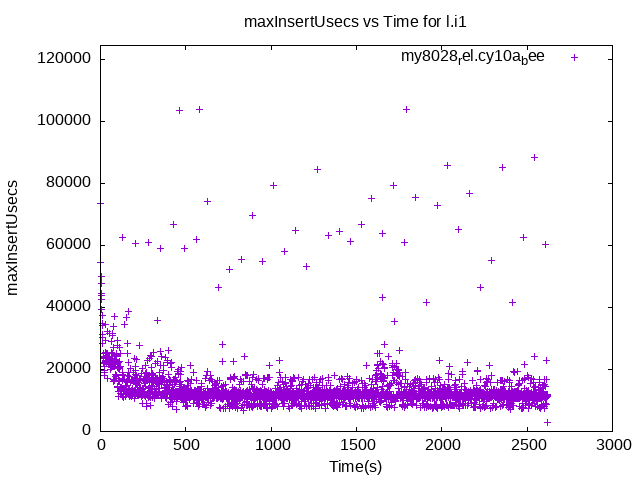 maxInsertUsecs vs Time for l.i1
my8028rel.cy10abee
120000
100000
80000
60000
40000
20000
0
maxInsertUsecs
0 500 1000 1500 2000 2500 3000
Time(s)